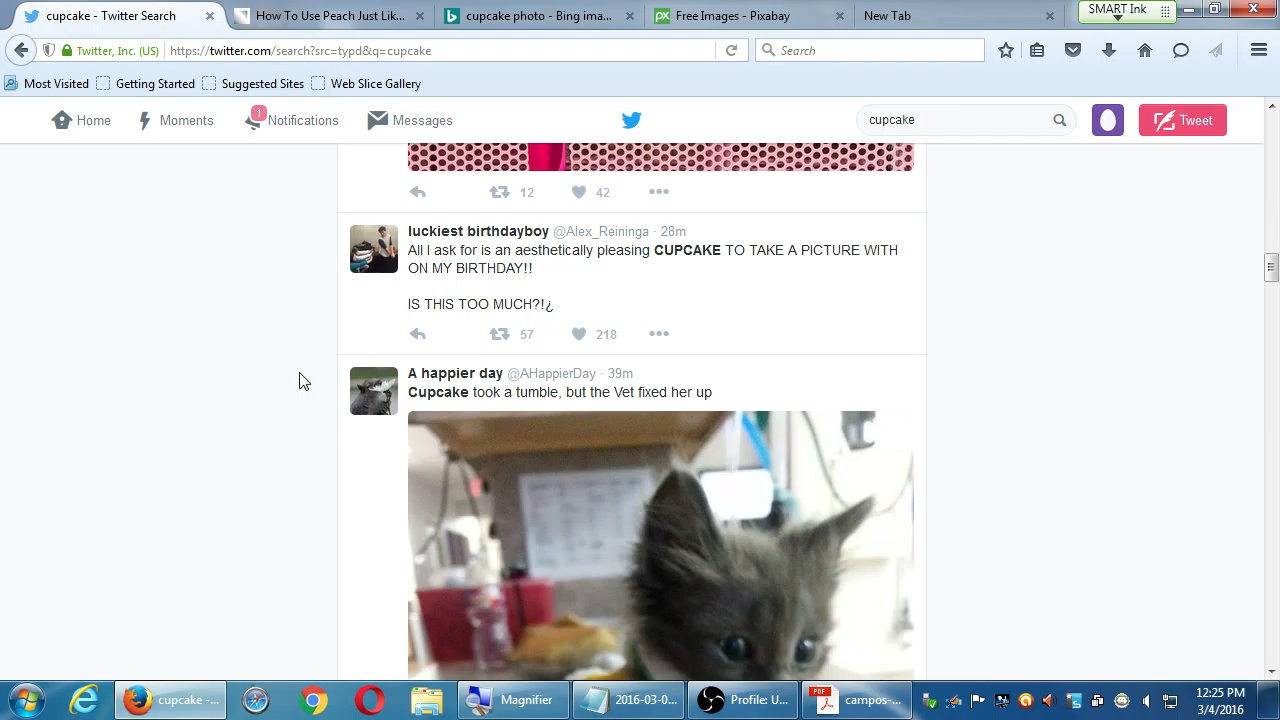 cupcake - Twitter Search
How To Use Peach Just Lik...
cupcake photo - Bing ima...
Free Images - Pixabay
New Tab
SMART Ink
Twitter, Inc. (US)
https://twitter.com/search?src=typd&q=cupcake
Search
Most Visited
Getting Started
Suggested Sites
Web Slice Gallery
Home
Moments
1
Notifications
Messages
cupcake
Tweet
12
42
luckiest birthdayboy @Alex_Reininga · 28m
All I ask for is an aesthetically pleasing CUPCAKE TO TAKE A PICTURE WITH
ON MY BIRTHDAY!!
IS THIS TOO MUCH?!¿
57
218
A happier day @AHappierDay · 39m
Cupcake took a tumble, but the Vet fixed her up
cupcake -...
Magnifier
2016-03-0...
Profile: U...
campos-...
12:25 PM
3/4/2016